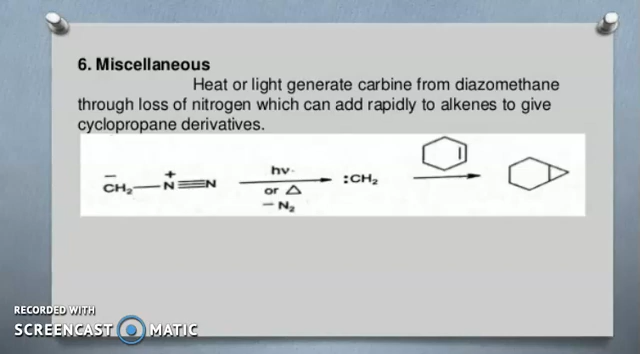 6. Miscellaneous
Heat or light generate carbine from diazomethane
through loss of nitrogen which can add rapidly to alkenes to give
cyclopropane derivatives.
CH₂—N≡N hν :CH₂
− +
or △
− N₂
RECORDED WITH
SCREENCAST MATIC